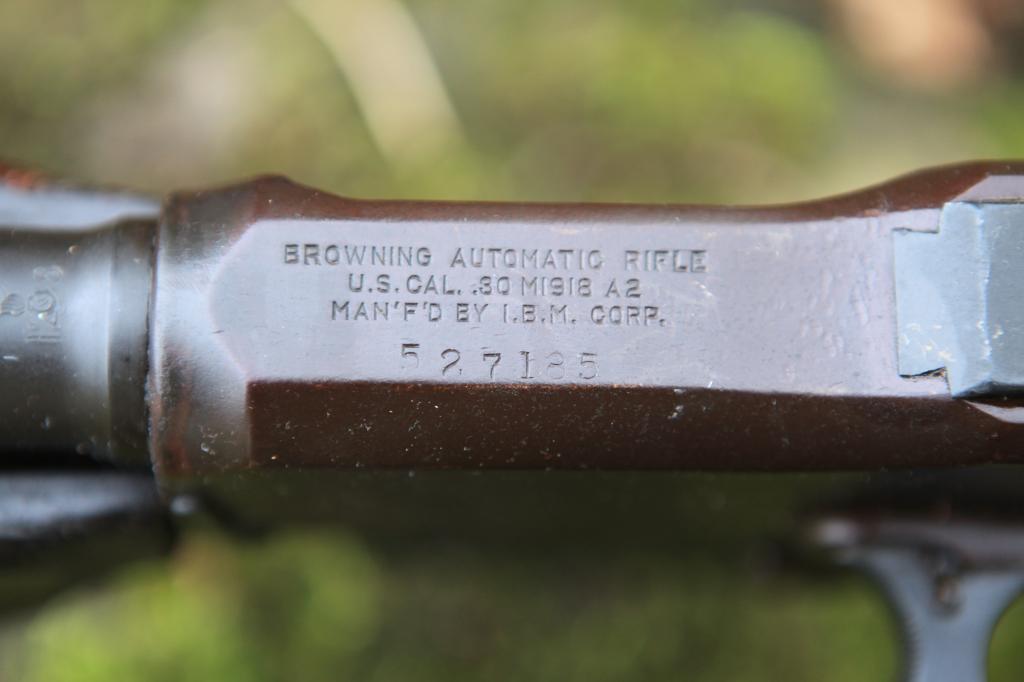 BROWNING AUTOMATIC RIFLE
U.S. CAL. .30 M1918 A2
MAN'F'D BY I.B.M. CORP.
527185